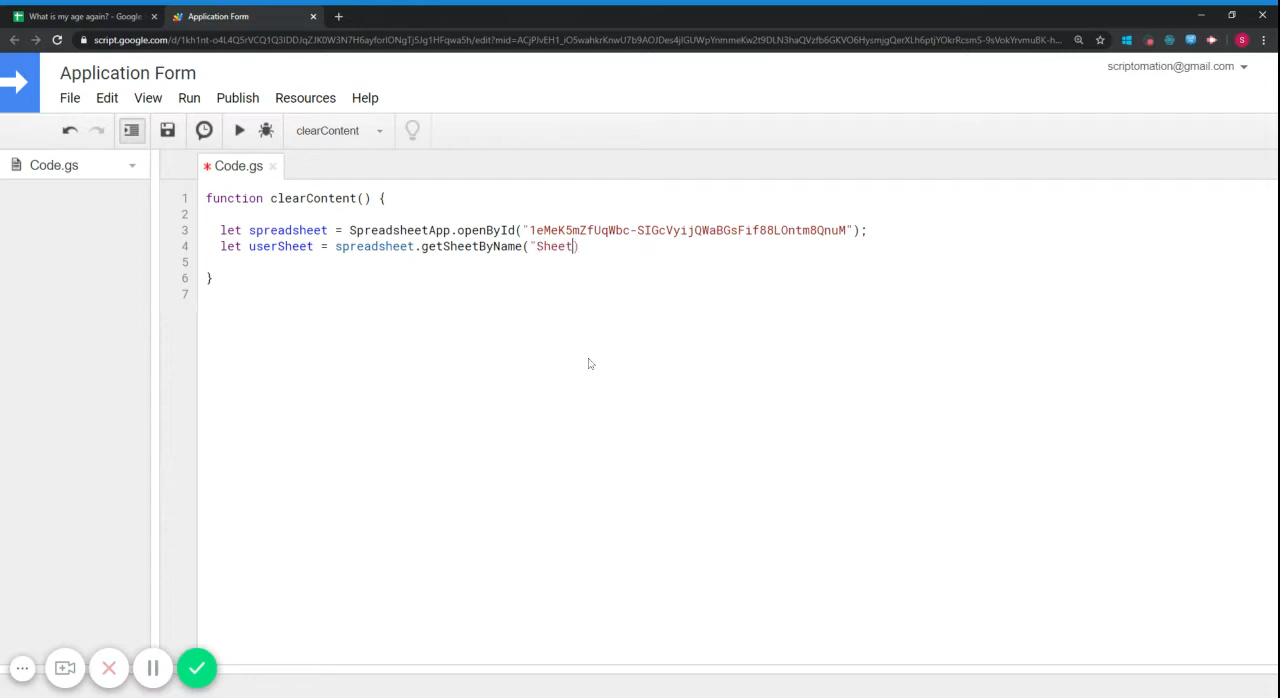 What is my age again? - Google
Application Form
script.google.com/d/1kh1nt-o4L4Q5rVCQ1Q3IDDJqZJK0W3N7H6ayforIONgTj5Jg1HFqwa5h/edit?mid=ACjPJvEH1_iO5wahkrKnwU7b9AOJDes4jlGUWpYnmmeKw2t9DLN3haQVzfb6GKVO6HysmjgQerXLh6ptjYOkrRcsmS-9sVokYrvmuBK-h...
S
Application Form
scriptomation@gmail.com
File Edit View Run Publish Resources Help
clearContent
Code.gs
* Code.gs
1 function clearContent() {
2
3 let spreadsheet = SpreadsheetApp.openById("1eMeK5mZfUqWbc-SIGcVyijQWaBGsFif88LOntm8QnuM");
4 let userSheet = spreadsheet.getSheetByName("Sheet)
5
6 }
7